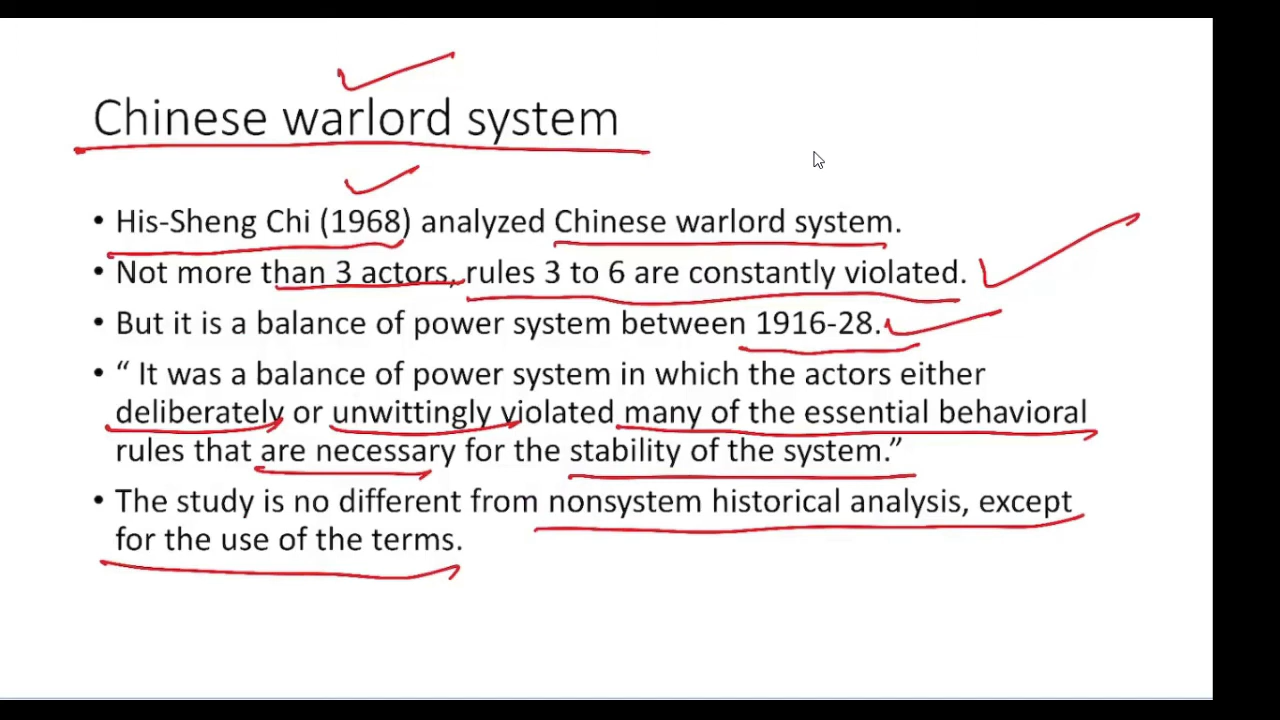 Chinese warlord system
• His-Sheng Chi (1968) analyzed Chinese warlord system.
• Not more than 3 actors, rules 3 to 6 are constantly violated.
• But it is a balance of power system between 1916-28.
• “ It was a balance of power system in which the actors either
deliberately or unwittingly violated many of the essential behavioral
rules that are necessary for the stability of the system.”
• The study is no different from nonsystem historical analysis, except
for the use of the terms.